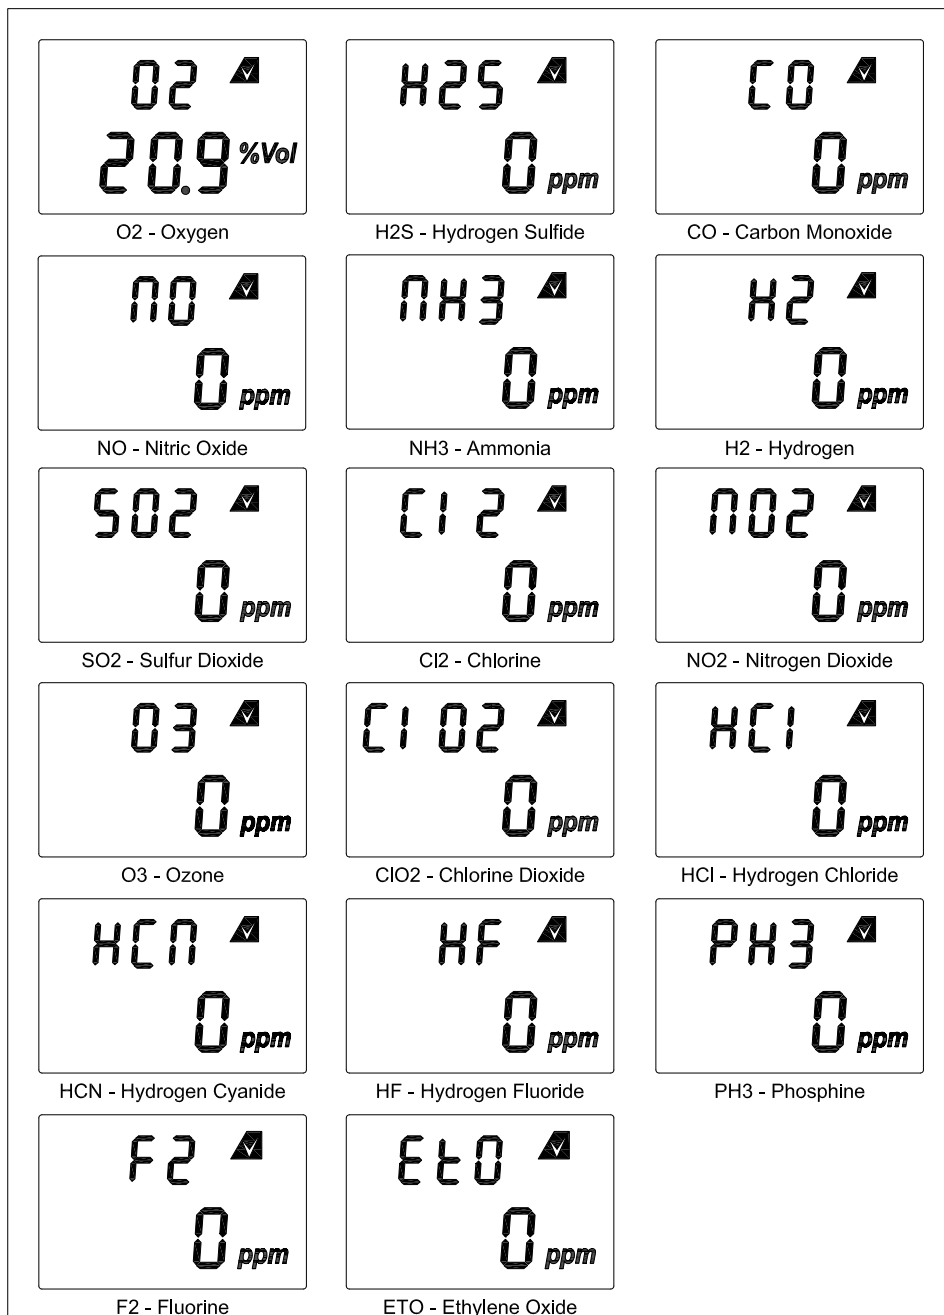 O2
20.9 %Vol
O2 - Oxygen
H2S
0 ppm
H2S - Hydrogen Sulfide
CO
0 ppm
CO - Carbon Monoxide
NO
0 ppm
NO - Nitric Oxide
NH3
0 ppm
NH3 - Ammonia
H2
0 ppm
H2 - Hydrogen
SO2
0 ppm
SO2 - Sulfur Dioxide
Cl 2
0 ppm
Cl2 - Chlorine
NO2
0 ppm
NO2 - Nitrogen Dioxide
O3
0 ppm
O3 - Ozone
Cl O2
0 ppm
ClO2 - Chlorine Dioxide
HCl
0 ppm
HCl - Hydrogen Chloride
HCN
0 ppm
HCN - Hydrogen Cyanide
HF
0 ppm
HF - Hydrogen Fluoride
PH3
0 ppm
PH3 - Phosphine
F2
0 ppm
F2 - Fluorine
EtO
0 ppm
ETO - Ethylene Oxide